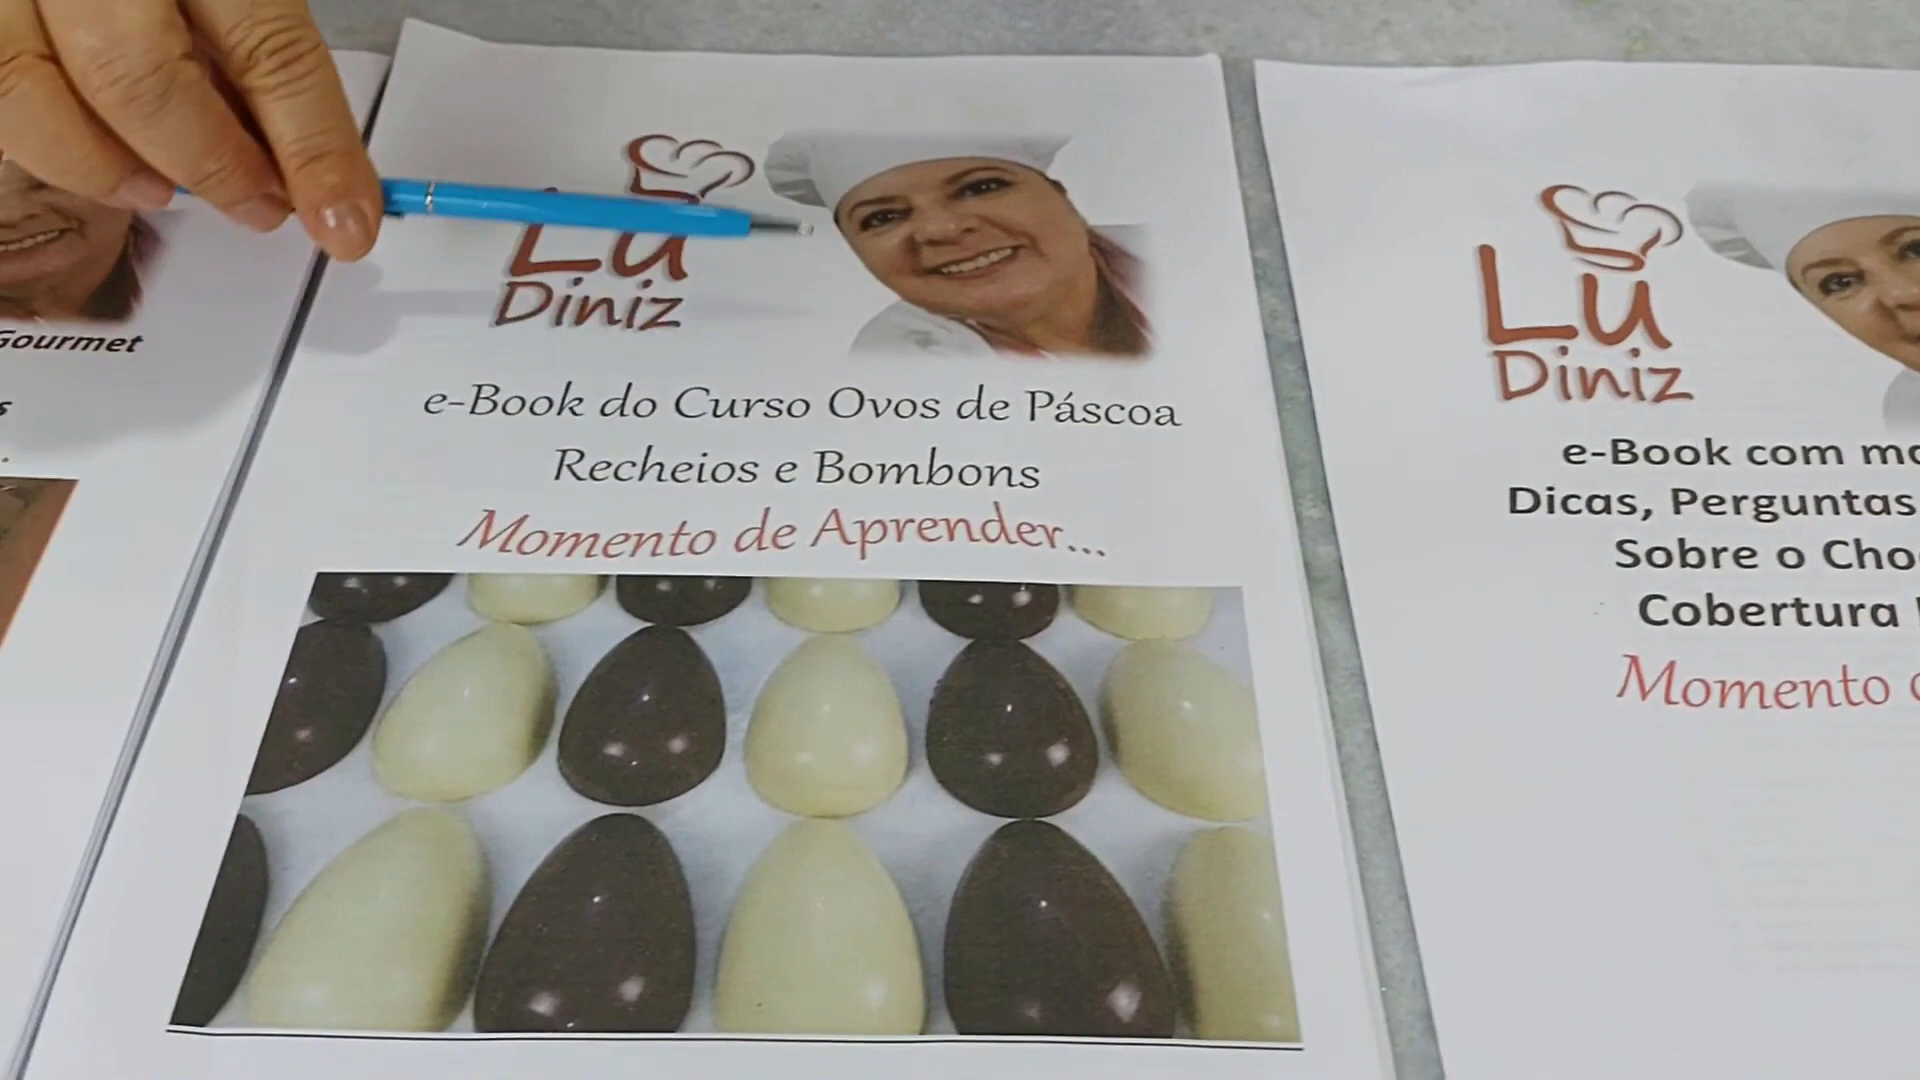 Gourmet
Lu
Diniz
e-Book do Curso Ovos de Páscoa
Recheios e Bombons
Momento de Aprender...
Lu
Diniz
e-Book com
Dicas, Perguntas
Sobre o
Cobertura
Momento